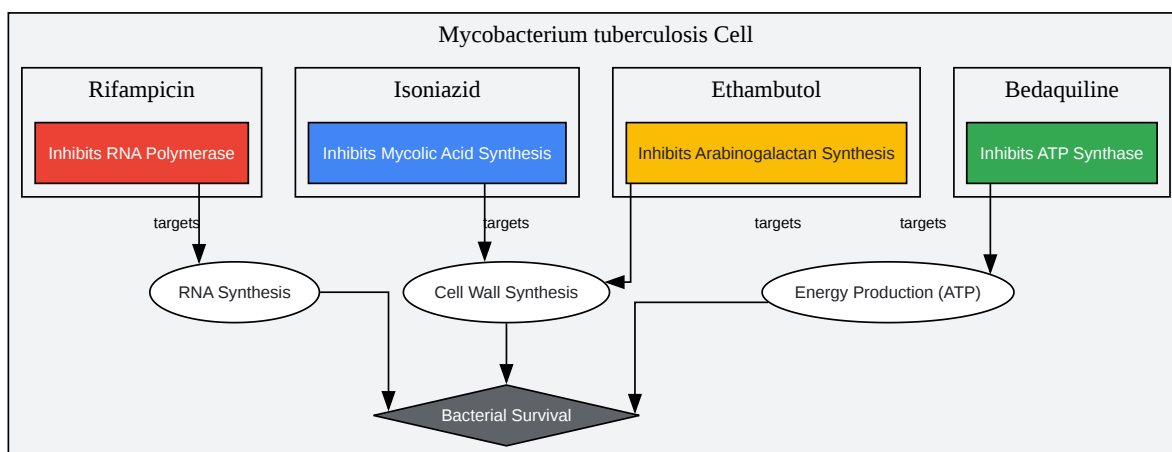 Mycobacterium tuberculosis Cell
Rifampicin
Isoniazid
Ethambutol
Bedaquiline
Inhibits RNA Polymerase
Inhibits Mycolic Acid Synthesis
Inhibits Arabinogalactan Synthesis
Inhibits ATP Synthase
targets
targets
targets
targets
RNA Synthesis
Cell Wall Synthesis
Energy Production (ATP)
Bacterial Survival